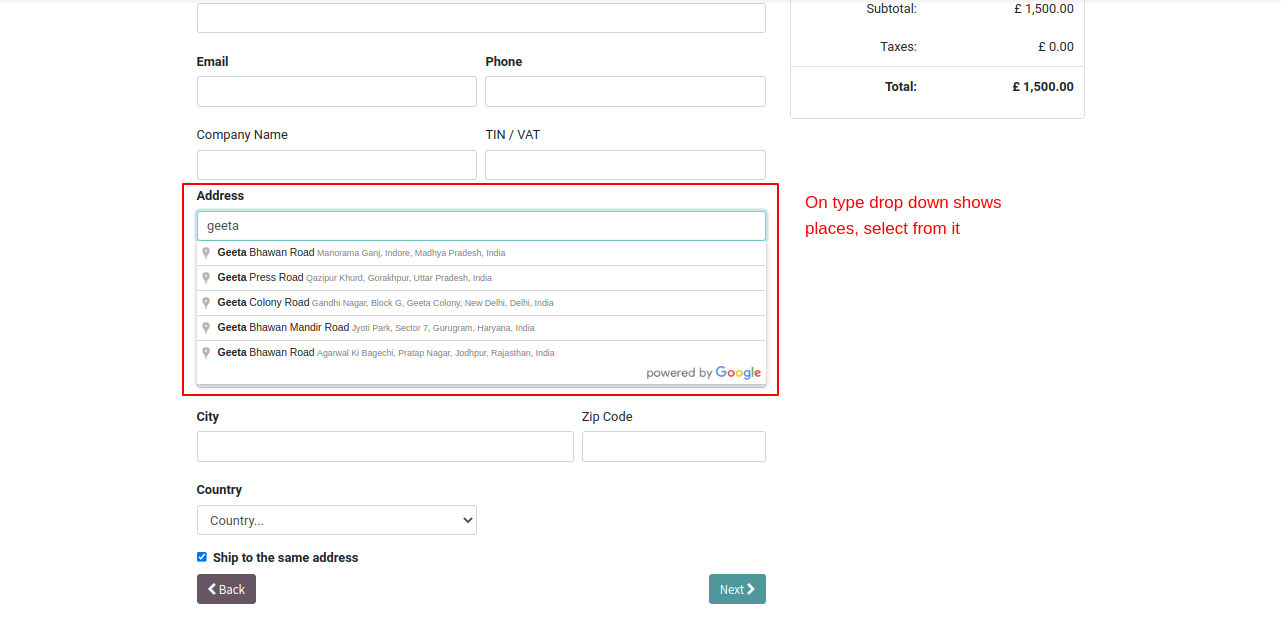 Subtotal: £ 1,500.00
Taxes: £ 0.00
Total: £ 1,500.00
Email Phone
Company Name TIN / VAT
Address
geeta
Geeta Bhawan Road Manorama Ganj, Indore, Madhya Pradesh, India
Geeta Press Road Qazipur Khurd, Gorakhpur, Uttar Pradesh, India
Geeta Colony Road Gandhi Nagar, Block G, Geeta Colony, New Delhi, Delhi, India
Geeta Bhawan Mandir Road Jyoti Park, Sector 7, Gurugram, Haryana, India
Geeta Bhawan Road Agarwal Ki Bagechi, Pratap Nagar, Jodhpur, Rajasthan, India
powered by Google
On type drop down shows
places, select from it
City Zip Code
Country
Country...
Ship to the same address
Back Next